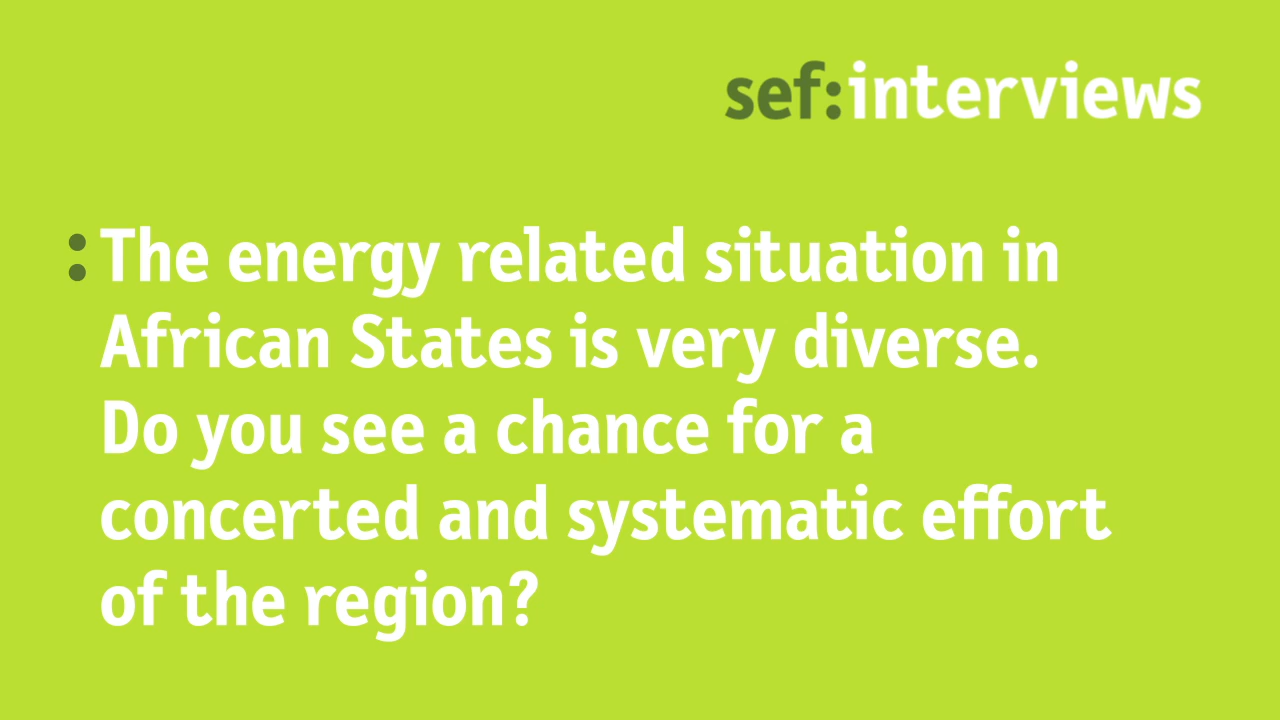 sef:interviews
: The energy related situation in
African States is very diverse.
Do you see a chance for a
concerted and systematic effort
of the region?